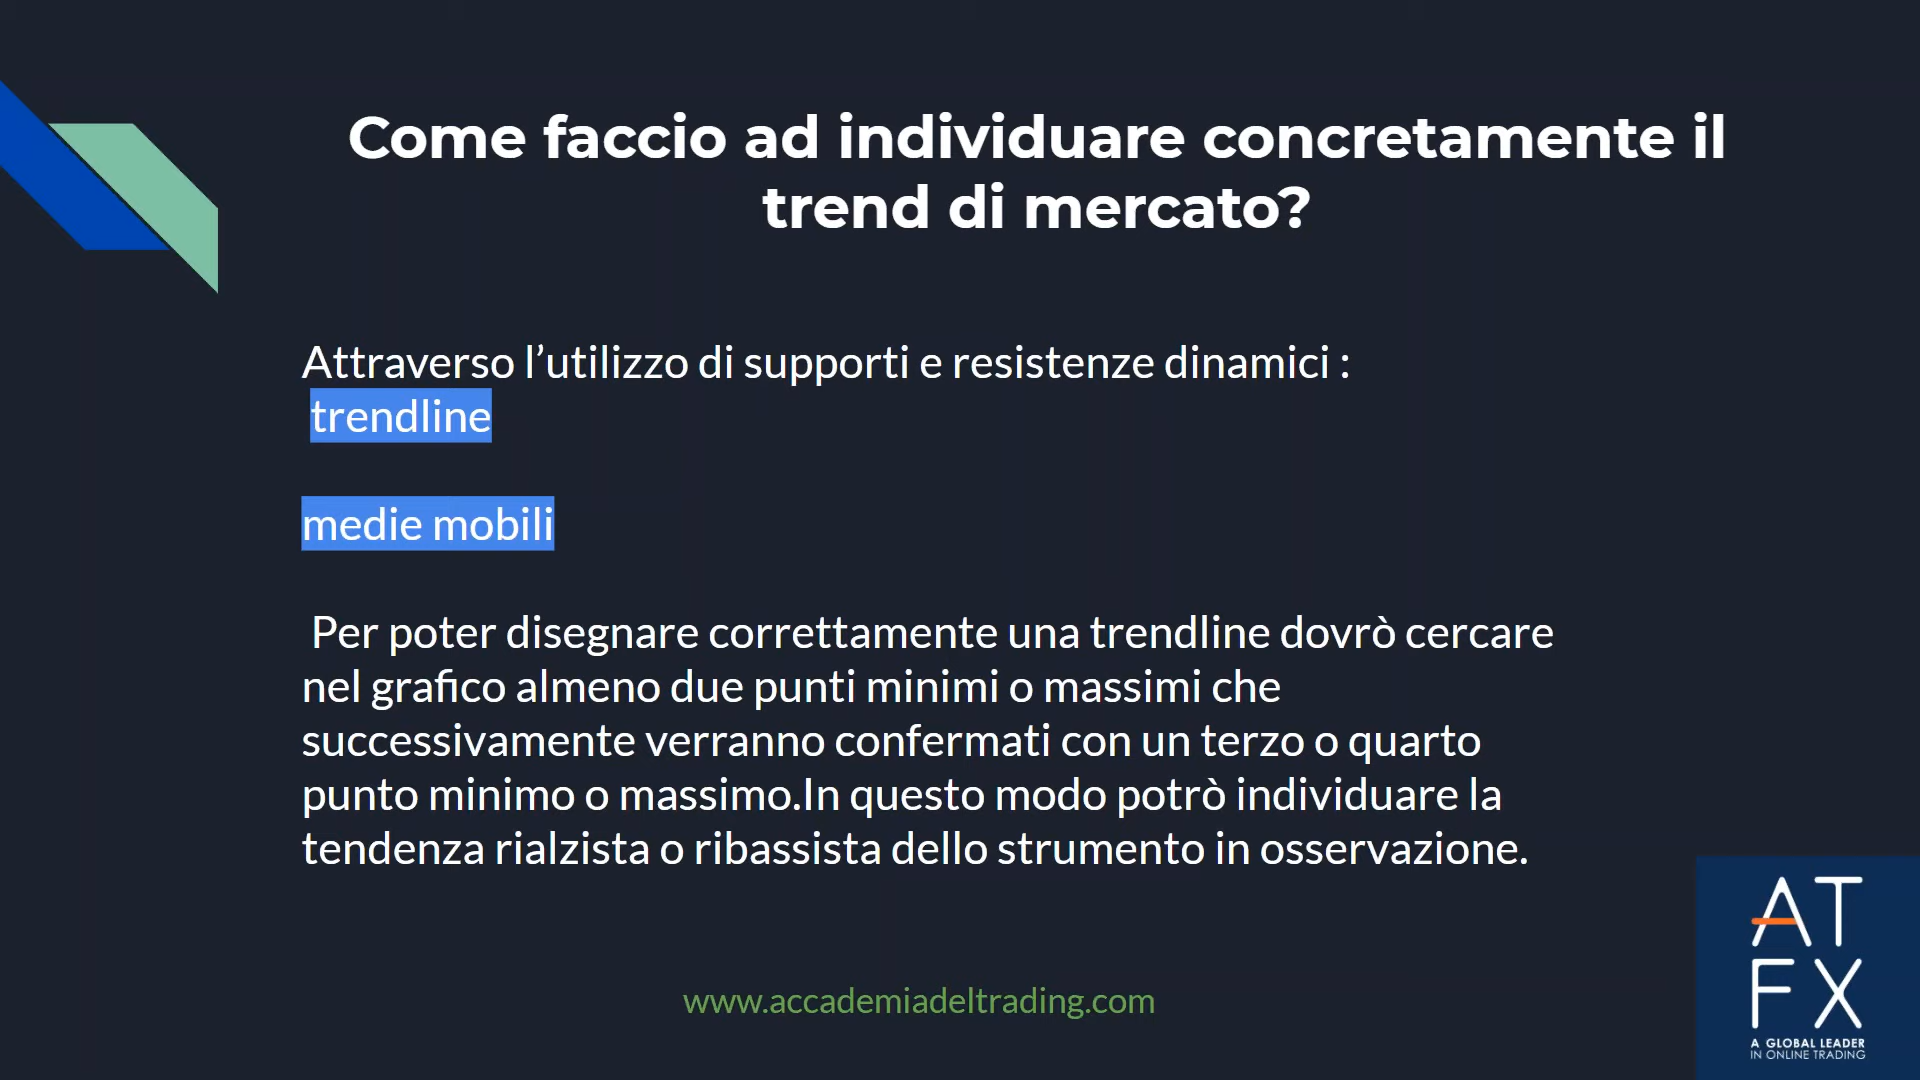 Come faccio ad individuare concretamente il
trend di mercato?
Attraverso l’utilizzo di supporti e resistenze dinamici :
trendline
medie mobili
Per poter disegnare correttamente una trendline dovrò cercare
nel grafico almeno due punti minimi o massimi che
successivamente verranno confermati con un terzo o quarto
punto minimo o massimo.In questo modo potrò individuare la
tendenza rialzista o ribassista dello strumento in osservazione.
www.accademiadeltrading.com
AT
FX
A GLOBAL LEADER
IN ONLINE TRADING